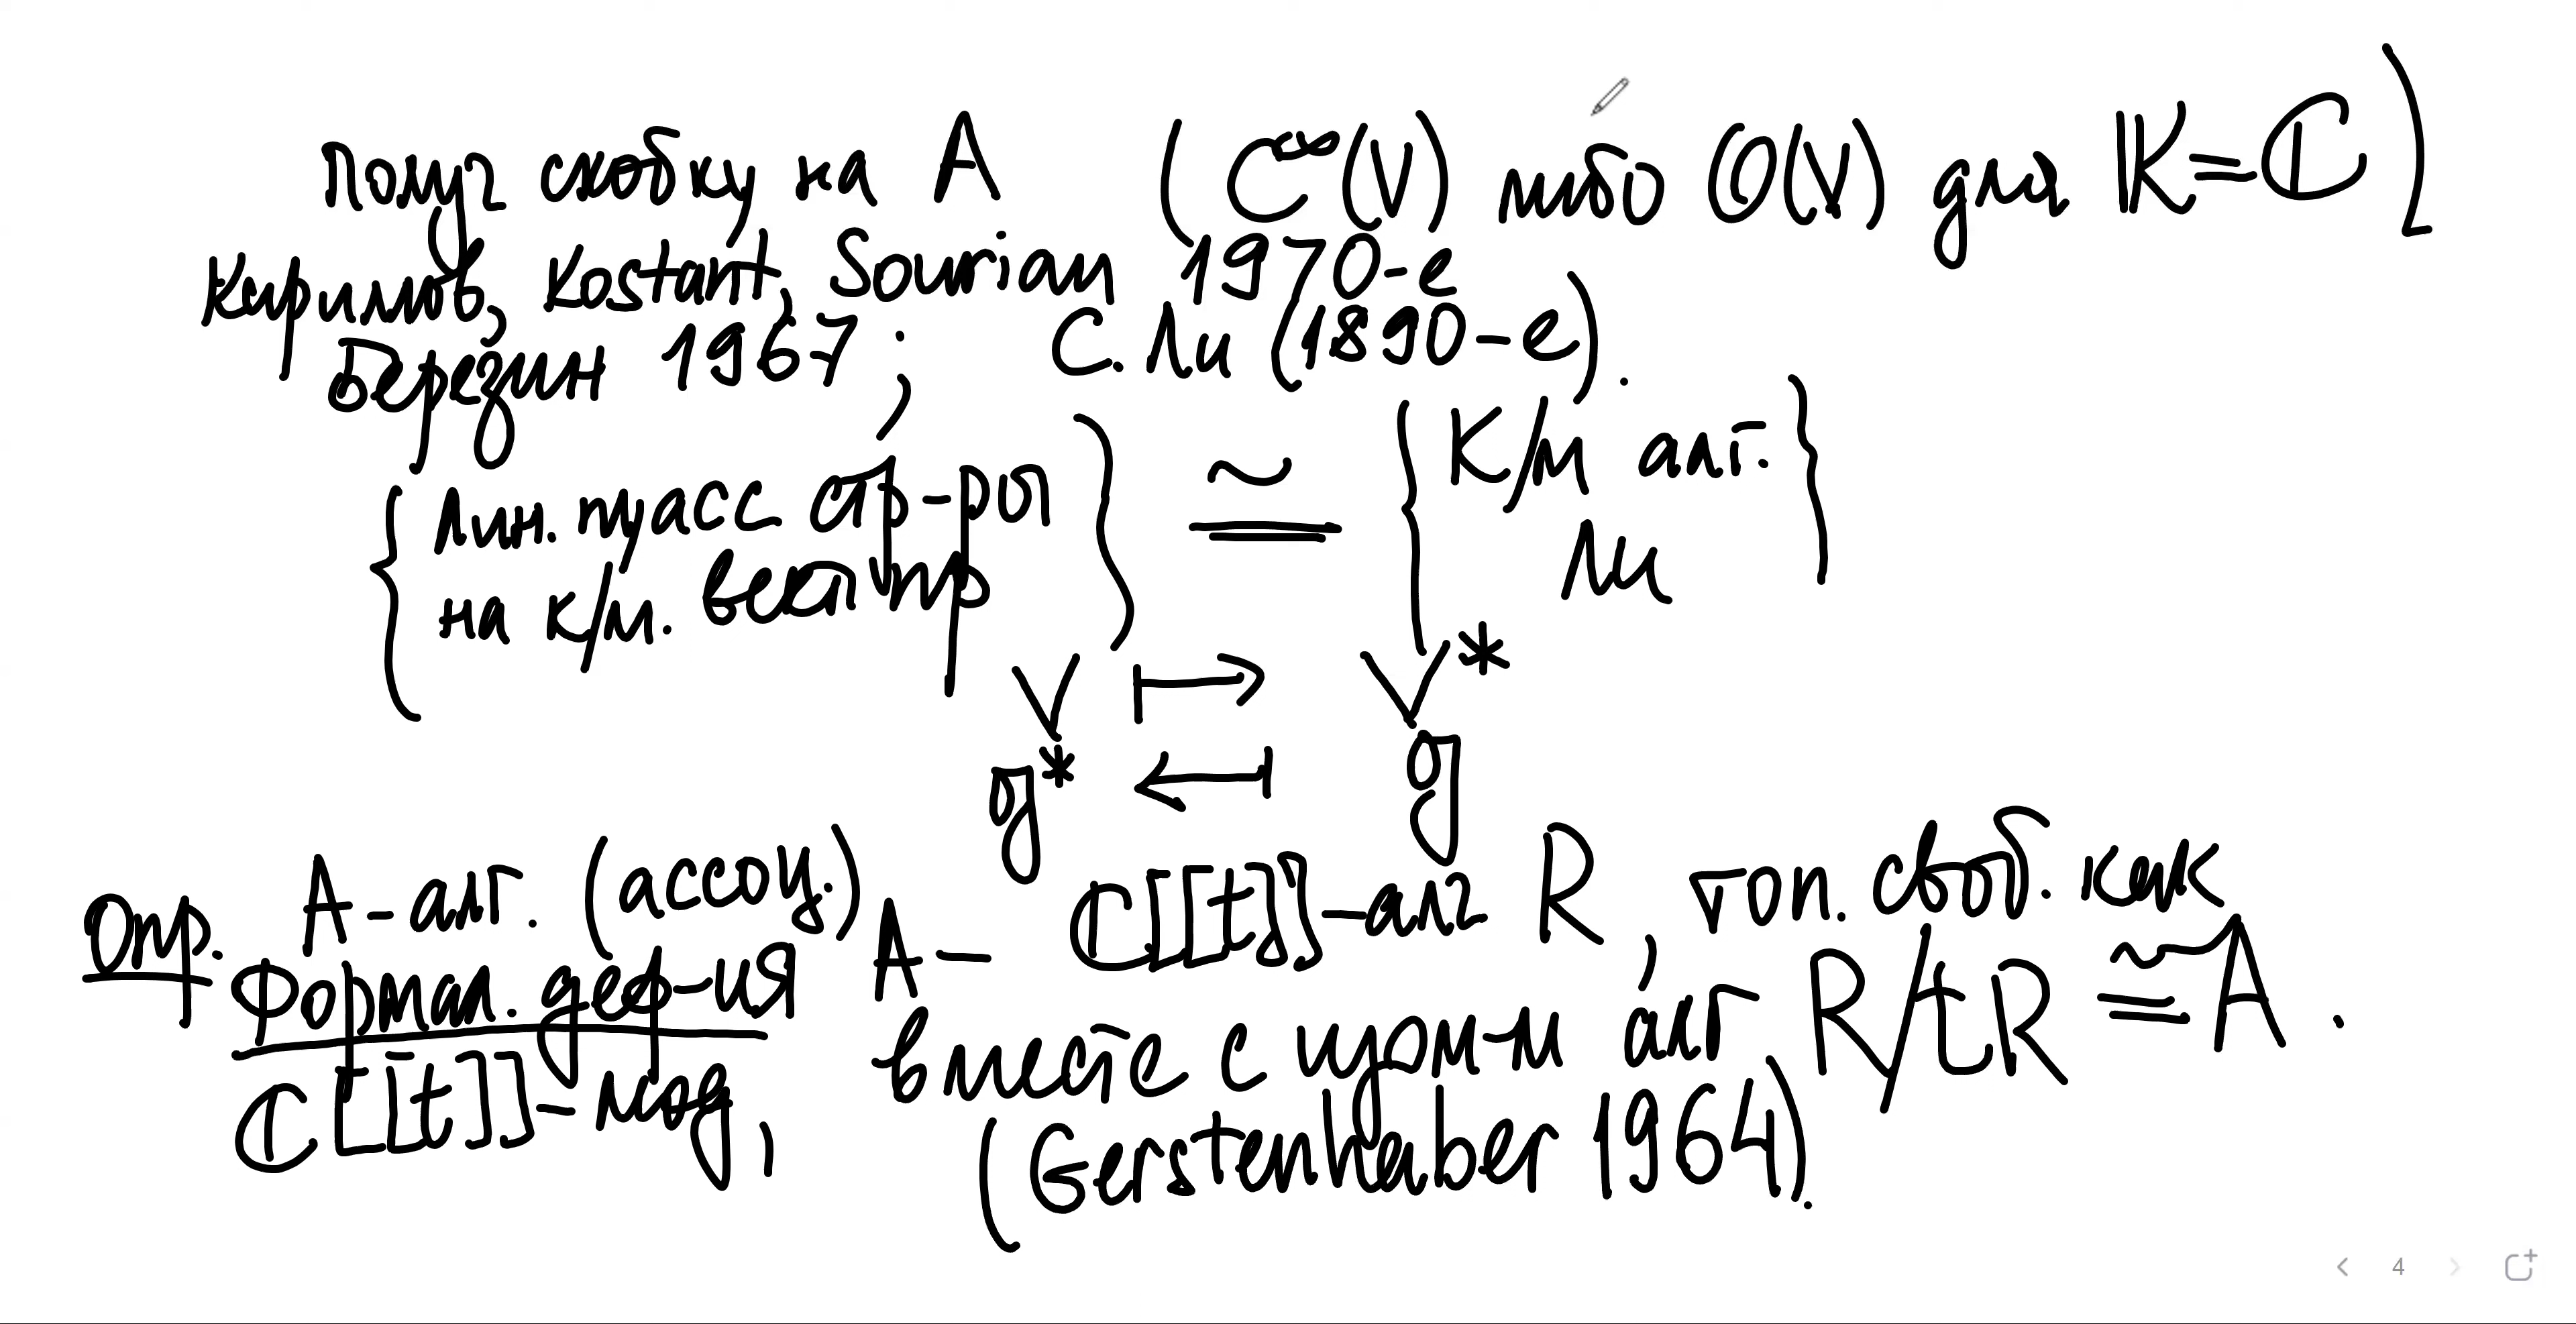 Получ скобку на A ( C^∞(V) либо O(V) для K=ℂ )
Кириллов, Kostant, Souriau 1970-е
Березин 1967; С. Ли (1890-е).
{ Лин. пуасс стр-ры на к/м. вект пр } ≅ { К/м алг. Ли }
V ↦ V*
g* ↤ g
Опр. A - алг. (ассоц.)
Формал. деф-ия A - ℂ[[t]]-алг R, топ. своб. как
ℂ[[t]]-мод, вместе с изом-м алг R/tR ≅ A.
(Gerstenhaber 1964).
4